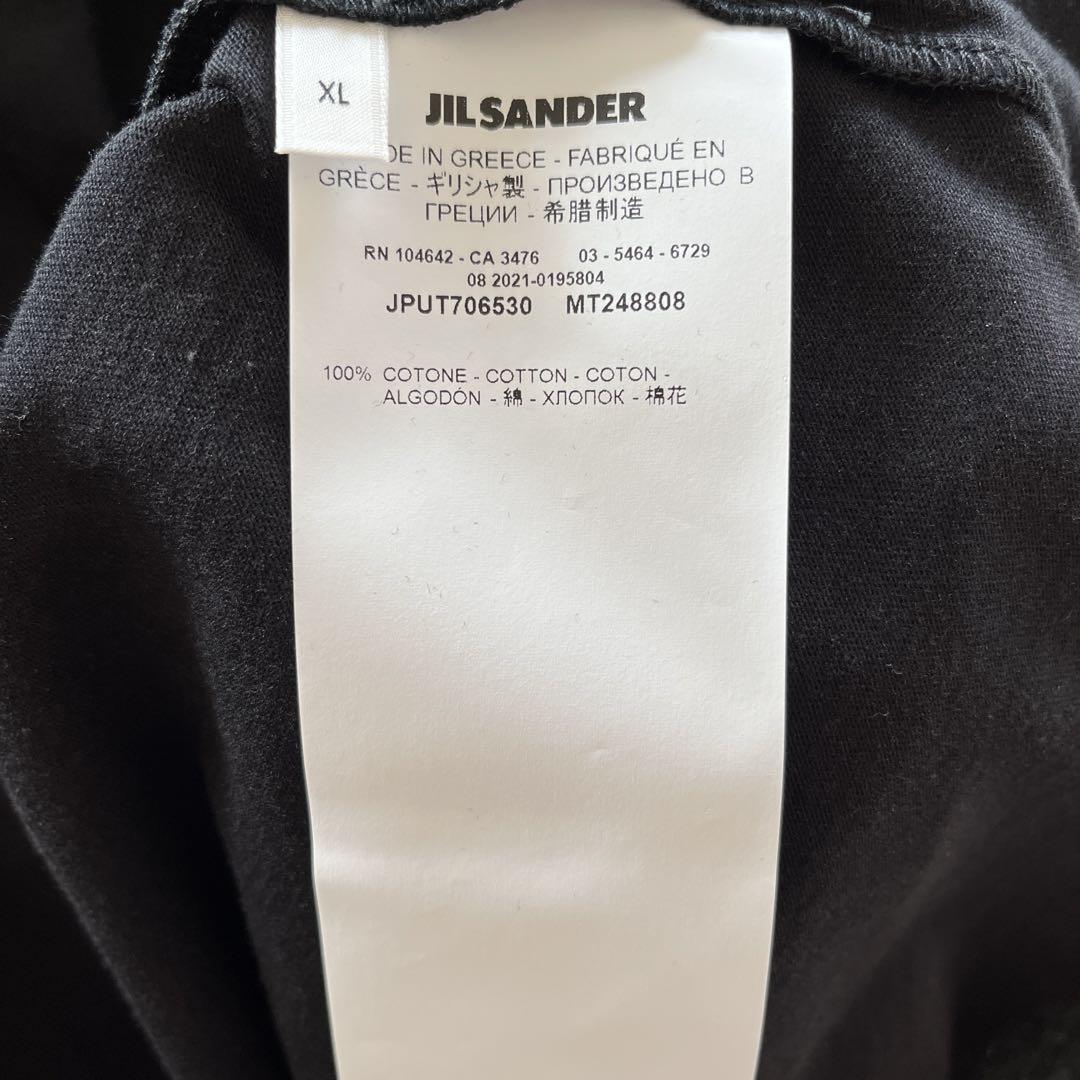 XL
JIL SANDER
DE IN GREECE - FABRIQUÉ EN
GRÈCE - ギリシャ製 - ПРОИЗВЕДЕНО В
ГРЕЦИИ - 希腊制造
RN 104642 - CA 3476 03 - 5464 - 6729
08 2021-0195804
JPUT706530 MT248808
100% COTONE - COTTON - COTON -
ALGODÓN - 綿 - ХЛОПОК - 棉花